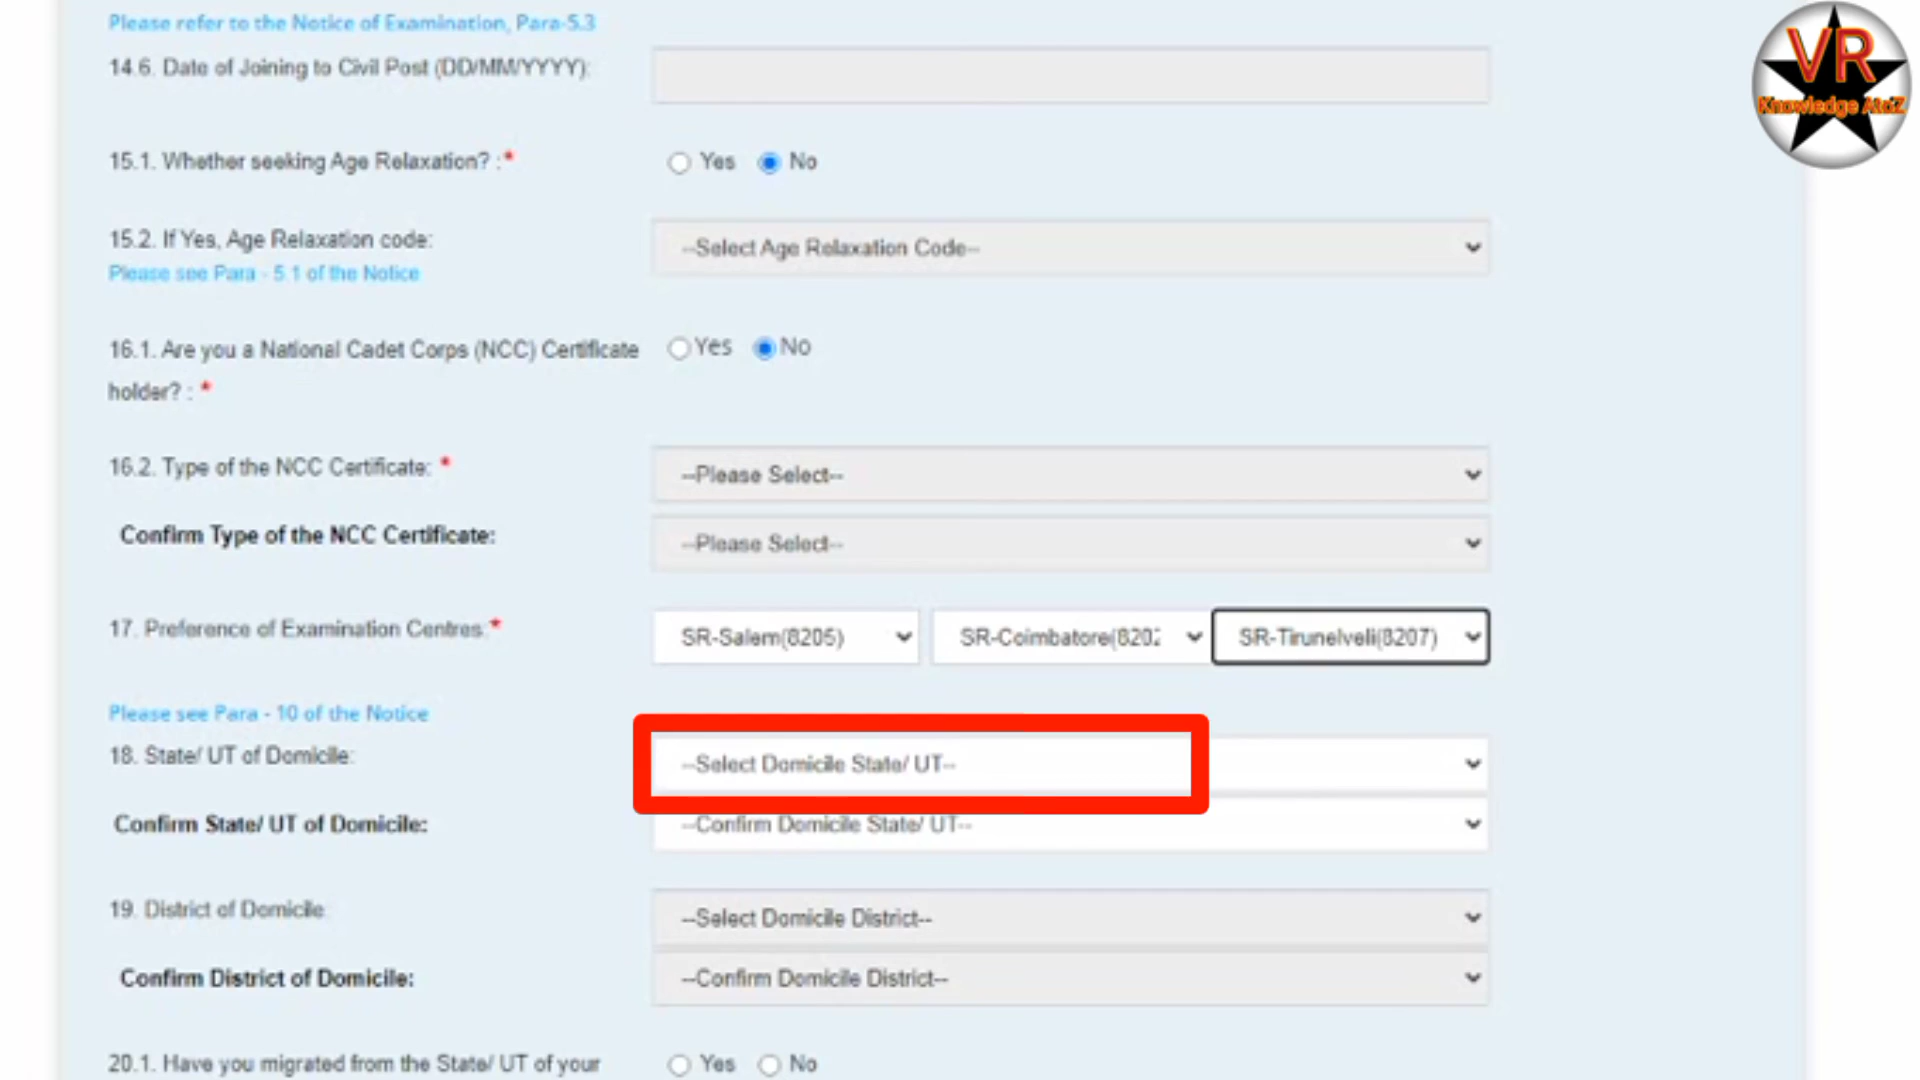 Please refer to the Notice of Examination, Para-5.3
14.6. Date of Joining to Civil Post (DD/MM/YYYY):
15.1. Whether seeking Age Relaxation? :*
Yes No
15.2. If Yes, Age Relaxation code:
--Select Age Relaxation Code--
Please see Para - 5.1 of the Notice
16.1. Are you a National Cadet Corps (NCC) Certificate
holder? : *
Yes No
16.2. Type of the NCC Certificate: *
--Please Select--
Confirm Type of the NCC Certificate:
--Please Select--
17. Preference of Examination Centres:*
SR-Salem(8205) SR-Coimbatore(8202 SR-Tirunelveli(8207)
Please see Para - 10 of the Notice
18. State/ UT of Domicile:
--Select Domicile State/ UT--
Confirm State/ UT of Domicile:
--Confirm Domicile State/ UT--
19. District of Domicile:
--Select Domicile District--
Confirm District of Domicile:
--Confirm Domicile District--
20.1. Have you migrated from the State/ UT of your
Yes No
VR
Knowledge AtoZ